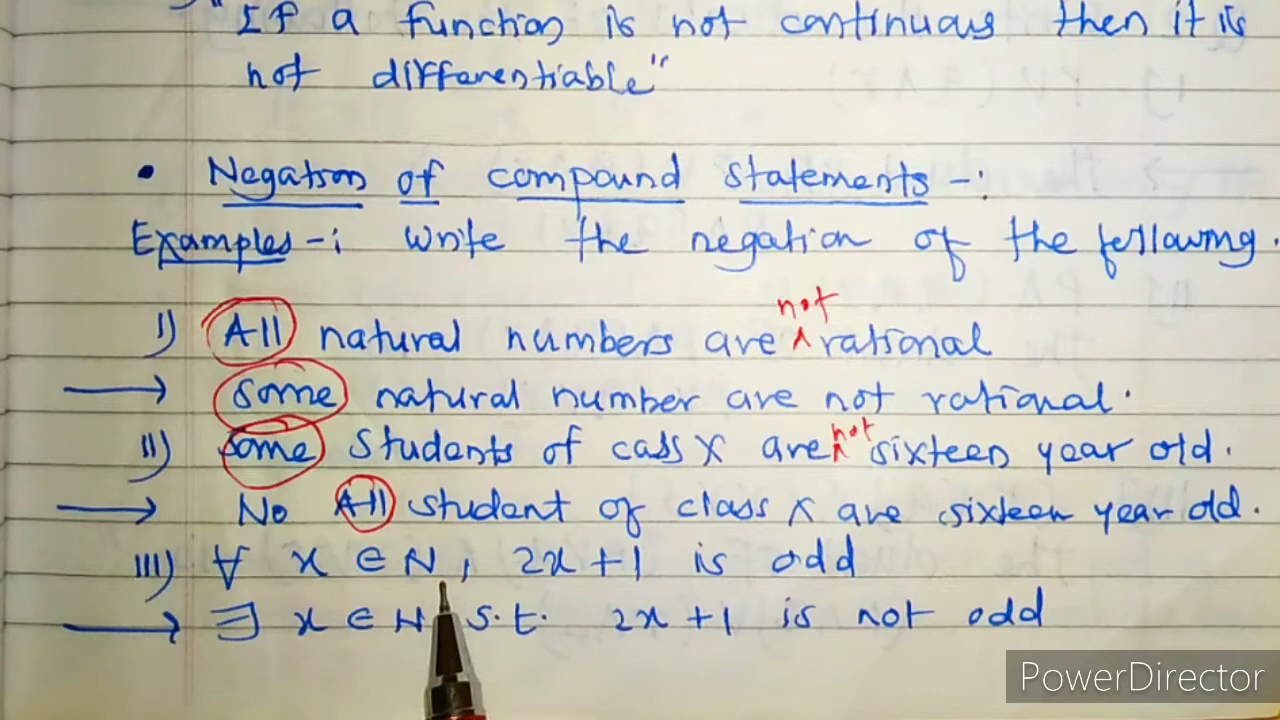 "If a function is not continuous then it is
not differentiable"
• Negation of compound statements -:
Examples -: write the negation of the following.
I) All natural numbers are not rational
→ some natural number are not rational.
II) some students of cass X are not sixteen year old.
→ No All student of class X are sixteen year old.
III) ∀ x ∈ N, 2x+1 is odd
→ ∃ x ∈ N s.t. 2x+1 is not odd
PowerDirector